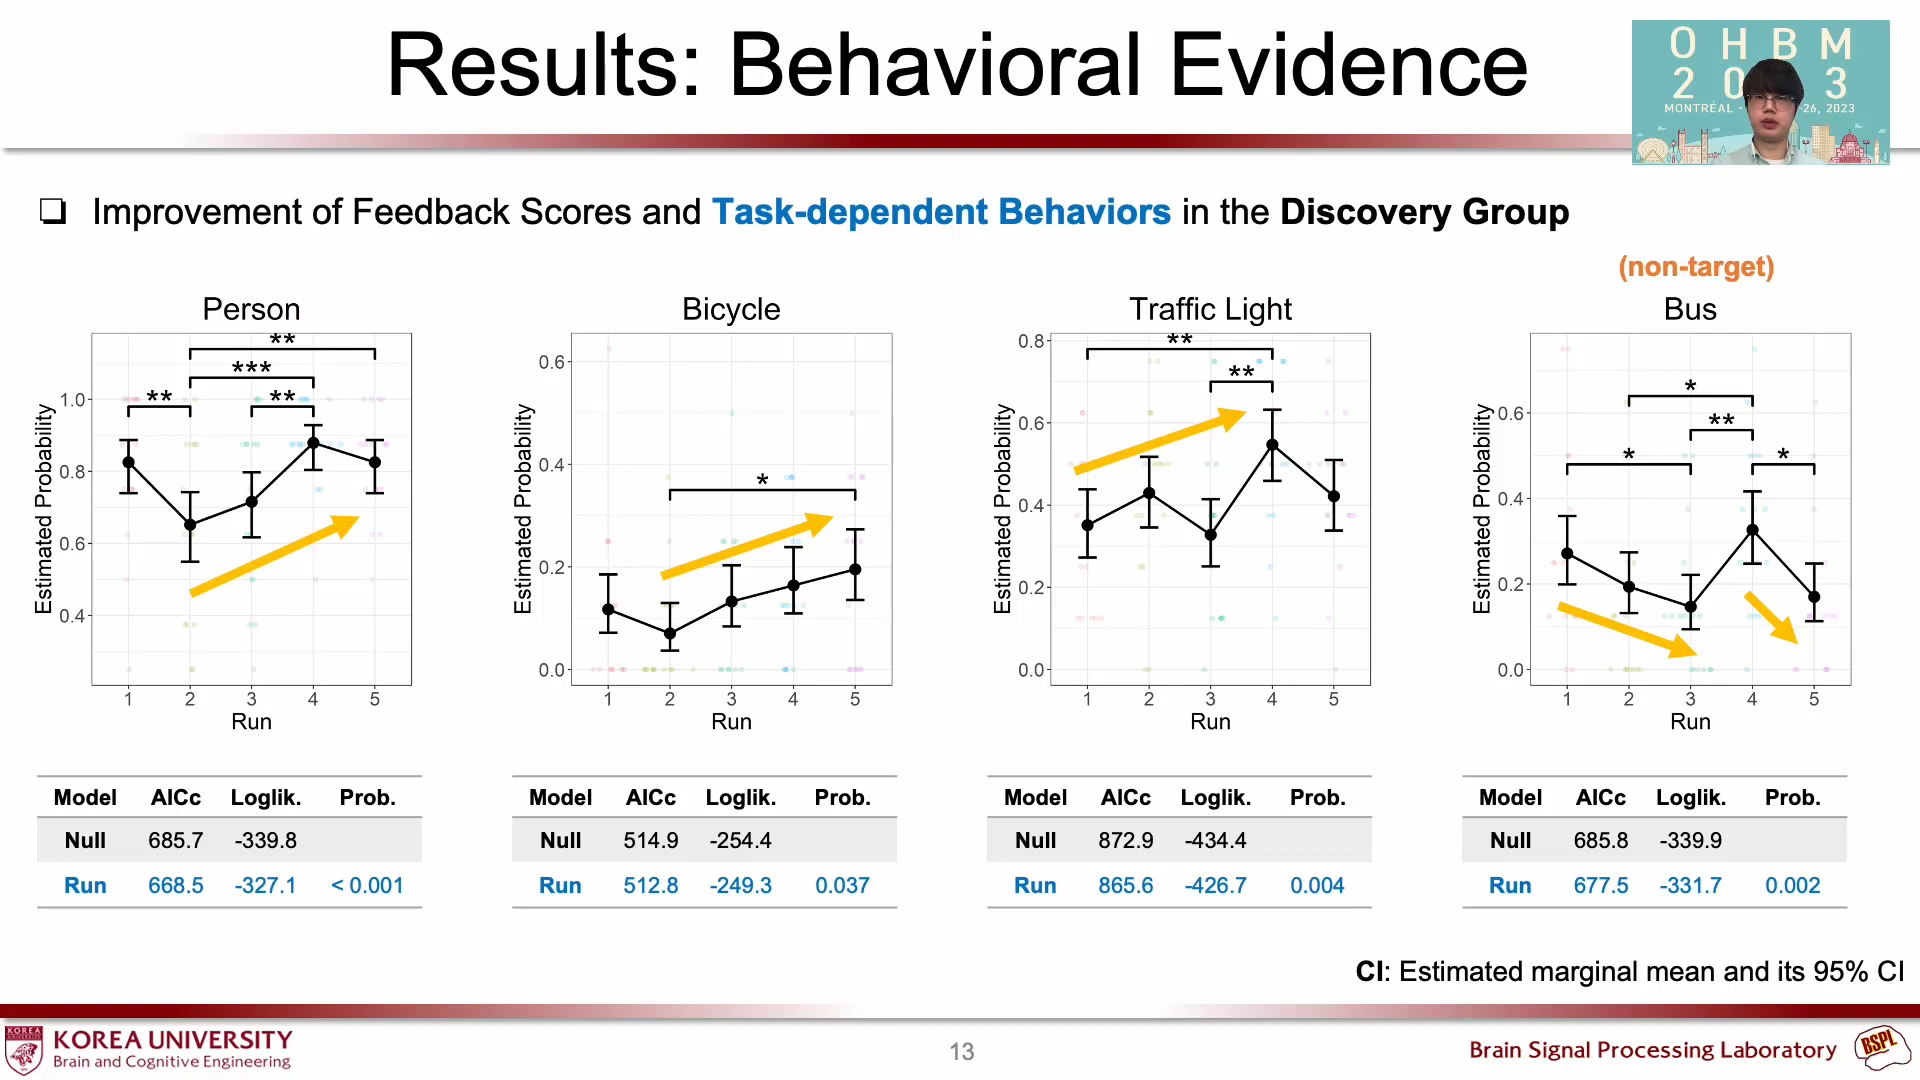 Results: Behavioral Evidence
O H B M
2 0 3
MONTRÉAL - -26, 2023
❏ Improvement of Feedback Scores and Task-dependent Behaviors in the Discovery Group
(non-target)
Person
Bicycle
Traffic Light
Bus
Estimated Probability
1.0
0.8
0.6
0.4
**
***
** **
1 2 3 4 5
Run
Estimated Probability
0.6
0.4
0.2
0.0
*
1 2 3 4 5
Run
Estimated Probability
0.8
0.6
0.4
0.2
0.0
**
**
1 2 3 4 5
Run
Estimated Probability
0.6
0.4
0.2
0.0
*
**
* *
1 2 3 4 5
Run
Model AICc Loglik. Prob.
Null 685.7 -339.8
Run 668.5 -327.1 < 0.001
Model AICc Loglik. Prob.
Null 514.9 -254.4
Run 512.8 -249.3 0.037
Model AICc Loglik. Prob.
Null 872.9 -434.4
Run 865.6 -426.7 0.004
Model AICc Loglik. Prob.
Null 685.8 -339.9
Run 677.5 -331.7 0.002
CI: Estimated marginal mean and its 95% CI
KOREA
KOREA UNIVERSITY
Brain and Cognitive Engineering
13
Brain Signal Processing Laboratory
BSPL